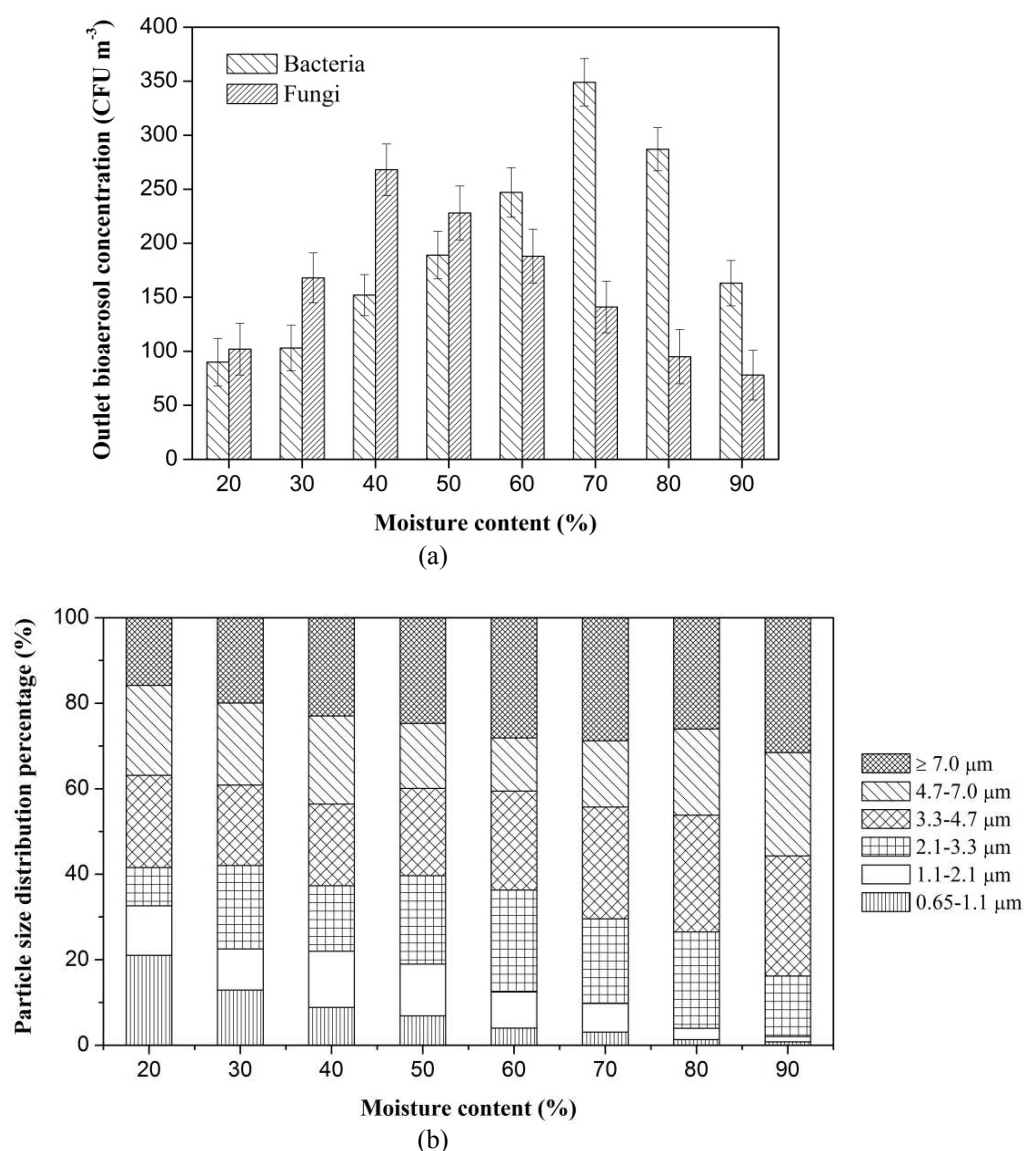 Outlet bioaerosol concentration (CFU m⁻³)
400
350
300
250
200
150
100
50
0
Bacteria
Fungi
20 30 40 50 60 70 80 90
Moisture content (%)
(a)
Particle size distribution percentage (%)
100
80
60
40
20
0
≥ 7.0 μm
4.7-7.0 μm
3.3-4.7 μm
2.1-3.3 μm
1.1-2.1 μm
0.65-1.1 μm
20 30 40 50 60 70 80 90
Moisture content (%)
(b)